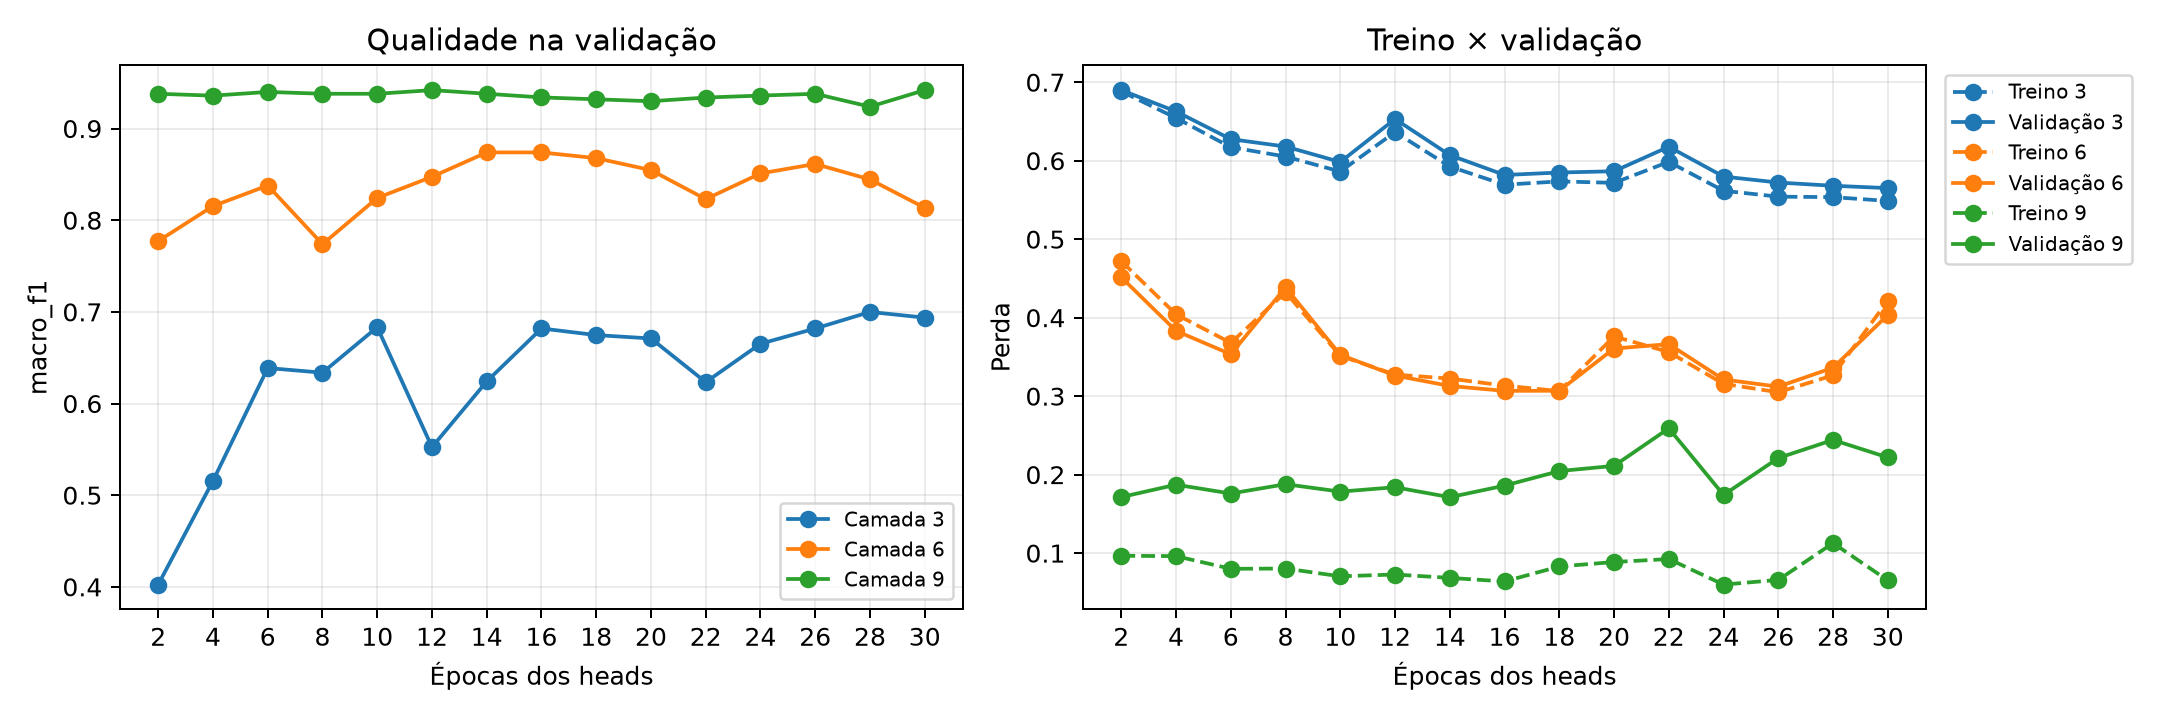 Qualidade na validação
macro_f1
0.9
0.8
0.7
0.6
0.5
0.4
2 4 6 8 10 12 14 16 18 20 22 24 26 28 30
Épocas dos heads
Camada 3
Camada 6
Camada 9
Treino × validação
Perda
0.7
0.6
0.5
0.4
0.3
0.2
0.1
2 4 6 8 10 12 14 16 18 20 22 24 26 28 30
Épocas dos heads
Treino 3
Validação 3
Treino 6
Validação 6
Treino 9
Validação 9